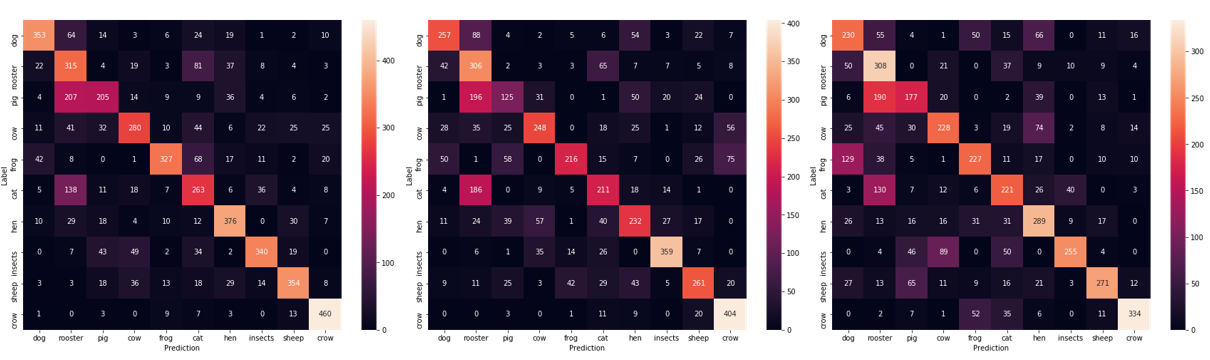 dog 353 64 14 3 6 24 19 1 2 10
rooster 22 315 4 19 3 81 37 8 4 3
pig 4 207 205 14 9 9 36 4 6 2
cow 11 41 32 280 10 44 6 22 25 25
frog 42 8 0 1 327 68 17 11 2 20
cat 5 138 11 18 7 263 6 36 4 8
hen 10 29 18 4 10 12 376 0 30 7
insects 0 7 43 49 2 34 2 340 19 0
sheep 3 3 18 36 13 18 29 14 354 8
crow 1 0 3 0 9 7 3 0 13 460
dog rooster pig cow frog cat hen insects sheep crow
Prediction
Label
400
300
200
100
0
dog 257 88 4 2 5 6 54 3 22 7
rooster 42 306 2 3 3 65 7 7 5 8
pig 1 196 125 31 0 1 50 20 24 0
cow 28 35 25 248 0 18 25 1 12 56
frog 50 1 58 0 216 15 7 0 26 75
cat 4 186 0 9 5 211 18 14 1 0
hen 11 24 39 57 1 40 232 27 17 0
insects 0 6 1 35 14 26 0 359 7 0
sheep 9 11 25 3 42 29 43 5 261 20
crow 0 0 3 0 1 11 9 0 20 404
dog rooster pig cow frog cat hen insects sheep crow
Prediction
Label
400
350
300
250
200
150
100
50
0
dog 230 55 4 1 50 15 66 0 11 16
rooster 50 308 0 21 0 37 9 10 9 4
pig 6 190 177 20 0 2 39 0 13 1
cow 25 45 30 228 3 19 74 2 8 14
frog 129 38 5 1 227 11 17 0 10 10
cat 3 130 7 12 6 221 26 40 0 3
hen 26 13 16 16 31 31 289 9 17 0
insects 0 4 46 89 0 50 0 255 4 0
sheep 27 13 65 11 9 16 21 3 271 12
crow 0 2 7 1 52 35 6 0 11 334
dog rooster pig cow frog cat hen insects sheep crow
Prediction
Label
300
250
200
150
100
50
0